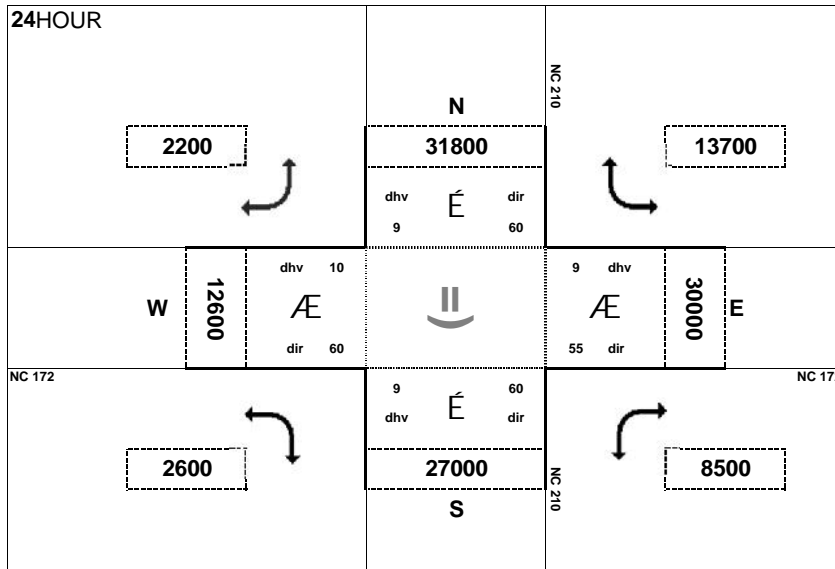 24HOUR
NC 210
N
2200
31800
13700
dhv
É
dir
9
60
W
12600
dhv 10
Æ
dir 60
9 dhv
Æ
55 dir
30000
E
NC 172
NC 17
9
60
dhv
É
dir
2600
27000
8500
S
NC 210